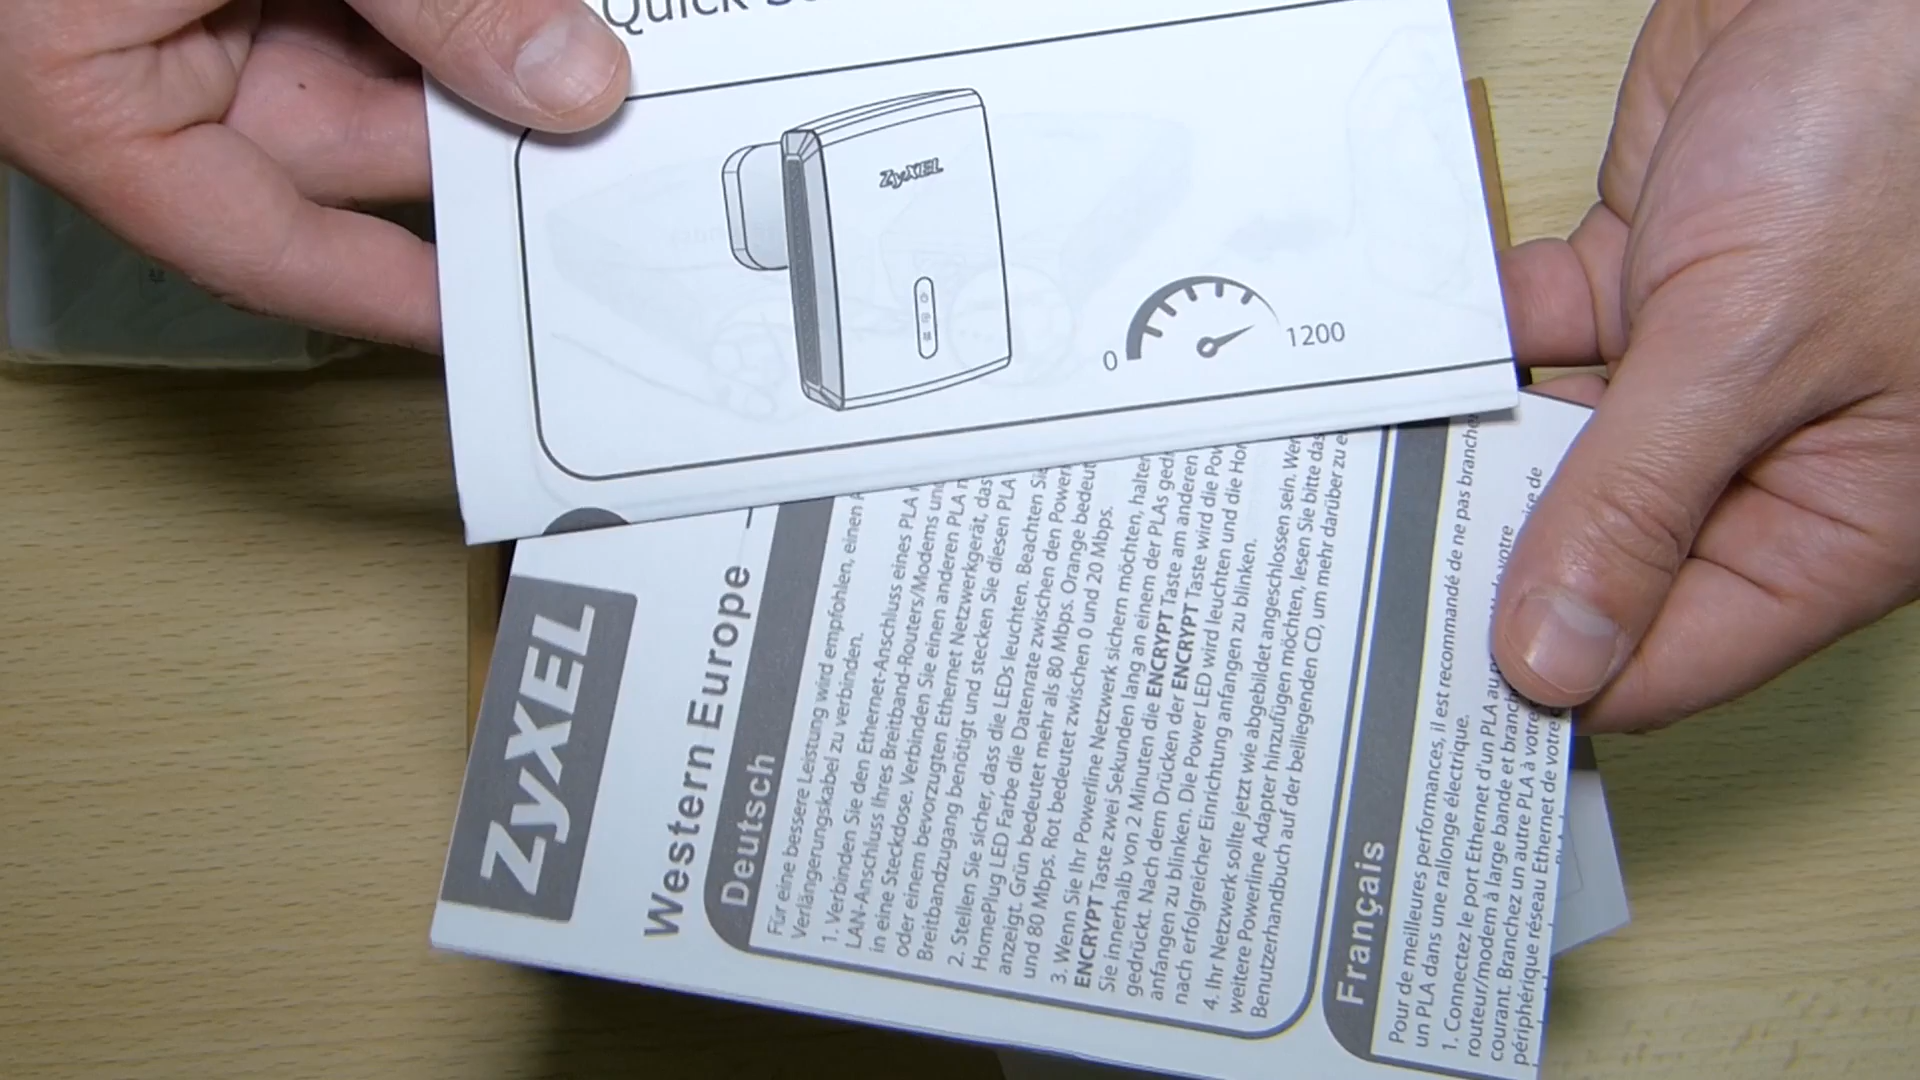 Quick
ZyXEL
0
1200
ZyXEL
Western Europe –
Deutsch
Für eine bessere Leistung wird empfohlen, einen
Verlängerungskabel zu verbinden.
1. Verbinden Sie den Ethernet-Anschluss eines PLA
LAN-Anschluss Ihres Breitband-Routers/Modems und
in eine Steckdose. Verbinden Sie einen anderen PLA
oder einem bevorzugten Ethernet Netzwerkgerät, das
Breitbandzugang benötigt und stecken Sie diesen PLA
2. Stellen Sie sicher, dass die LEDs leuchten. Beachten Sie
HomePlug LED Farbe die Datenrate zwischen den Power
anzeigt. Grün bedeutet mehr als 80 Mbps. Orange bedeut
und 80 Mbps. Rot bedeutet zwischen 0 und 20 Mbps.
3. Wenn Sie Ihr Powerline Netzwerk sichern möchten, halten
ENCRYPT Taste zwei Sekunden lang an einem der PLAs ged
Sie innerhalb von 2 Minuten die ENCRYPT Taste am anderen
gedrückt. Nach dem Drücken der ENCRYPT Taste wird die Pow
anfangen zu blinken. Die Power LED wird leuchten und die Hom
nach erfolgreicher Einrichtung anfangen zu blinken.
4. Ihr Netzwerk sollte jetzt wie abgebildet angeschlossen sein. Wen
weitere Powerline Adapter hinzufügen möchten, lesen Sie bitte das
Benutzerhandbuch auf der beiliegenden CD, um mehr darüber zu e
Français
Pour de meilleures performances, il est recommandé de ne pas brancher
un PLA dans une rallonge électrique.
1. Connectez le port Ethernet d'un PLA au votre
routeur/modem à large bande et branch ise de
courant. Branchez un autre PLA à votre
périphérique réseau Ethernet de votre